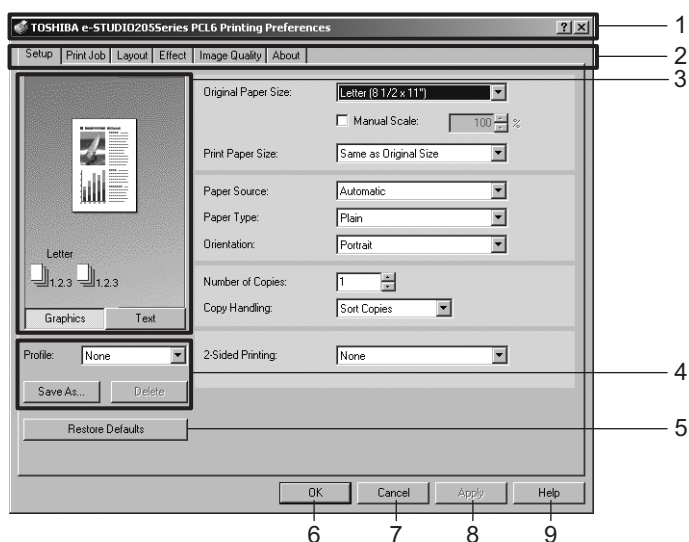 TOSHIBA e-STUDIO205Series PCL6 Printing Preferences ? 1
Setup Print Job Layout Effect Image Quality About 2
3
Original Paper Size: Letter (8 1/2 x 11")
Manual Scale: 100 %
Print Paper Size: Same as Original Size
Paper Source: Automatic
Paper Type: Plain
Orientation: Portrait
Letter
1.2.3 1.2.3
Number of Copies: 1
Copy Handling: Sort Copies
Graphics Text
Profile: None 2-Sided Printing: None
4
Save As... Delete
Restore Defaults 5
OK Cancel Apply Help
6 7 8 9